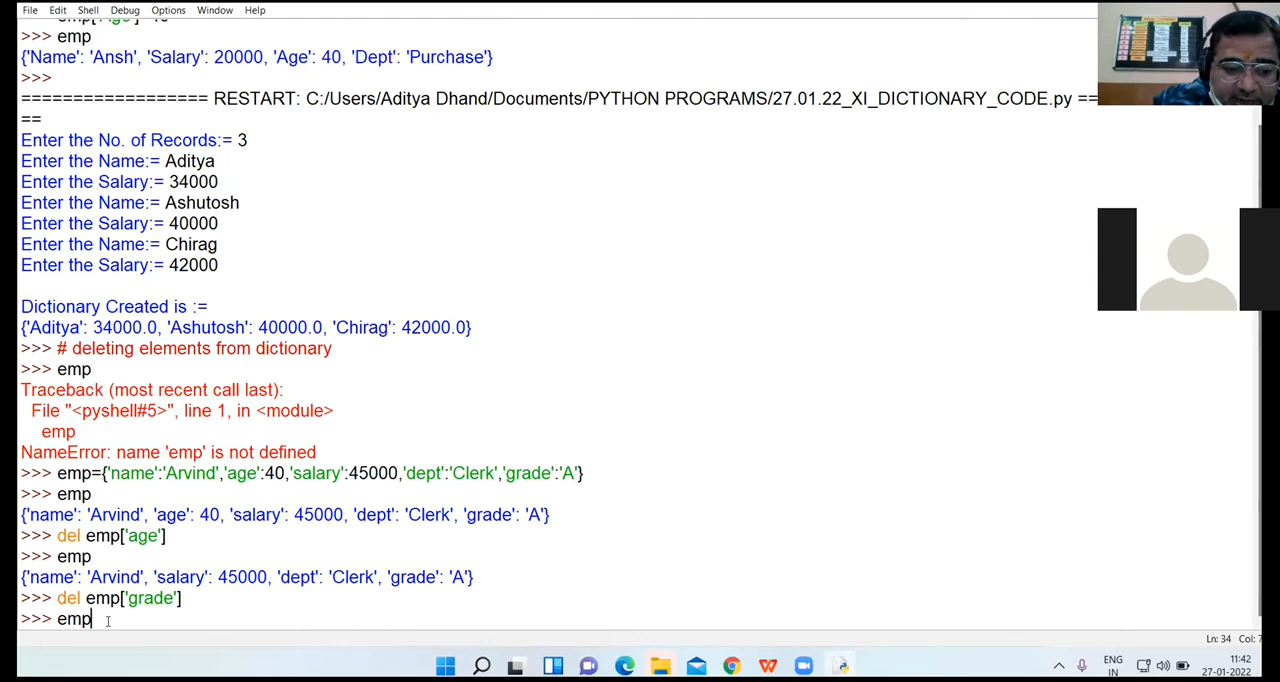 File Edit Shell Debug Options Window Help
>>> emp
{'Name': 'Ansh', 'Salary': 20000, 'Age': 40, 'Dept': 'Purchase'}
>>>
================== RESTART: C:/Users/Aditya Dhand/Documents/PYTHON PROGRAMS/27.01.22_XI_DICTIONARY_CODE.py ==
==
Enter the No. of Records:= 3
Enter the Name:= Aditya
Enter the Salary:= 34000
Enter the Name:= Ashutosh
Enter the Salary:= 40000
Enter the Name:= Chirag
Enter the Salary:= 42000
Dictionary Created is :=
{'Aditya': 34000.0, 'Ashutosh': 40000.0, 'Chirag': 42000.0}
>>> # deleting elements from dictionary
>>> emp
Traceback (most recent call last):
File "<pyshell#5>", line 1, in <module>
emp
NameError: name 'emp' is not defined
>>> emp={'name':'Arvind','age':40,'salary':45000,'dept':'Clerk','grade':'A'}
>>> emp
{'name': 'Arvind', 'age': 40, 'salary': 45000, 'dept': 'Clerk', 'grade': 'A'}
>>> del emp['age']
>>> emp
{'name': 'Arvind', 'salary': 45000, 'dept': 'Clerk', 'grade': 'A'}
>>> del emp['grade']
>>> emp
Ln: 34 Col: 7
ENG
IN
11:42
27-01-2022